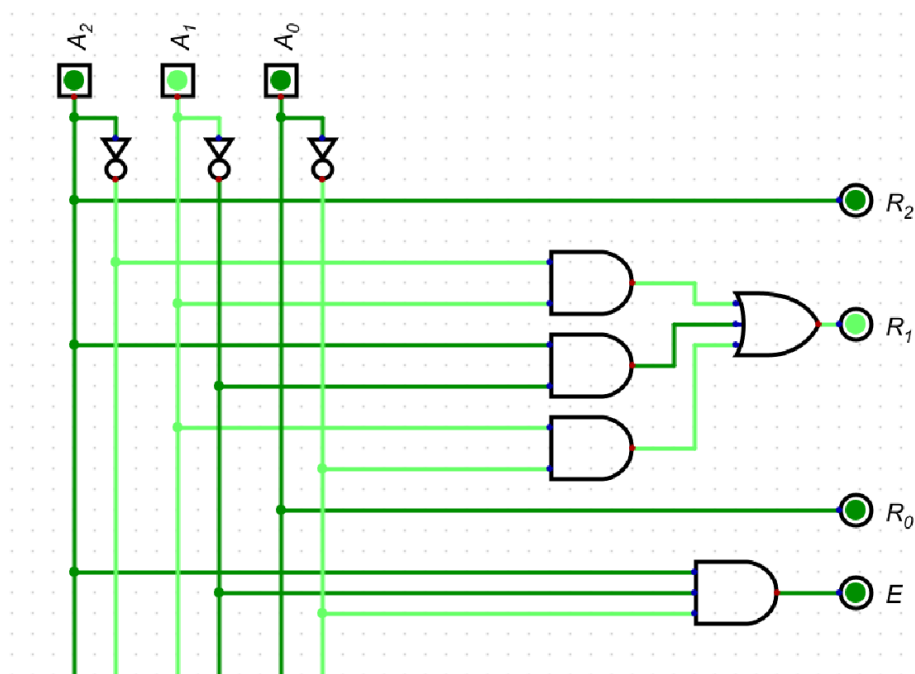 A₂ A₁ A₀
R₂
R₁
R₀
E